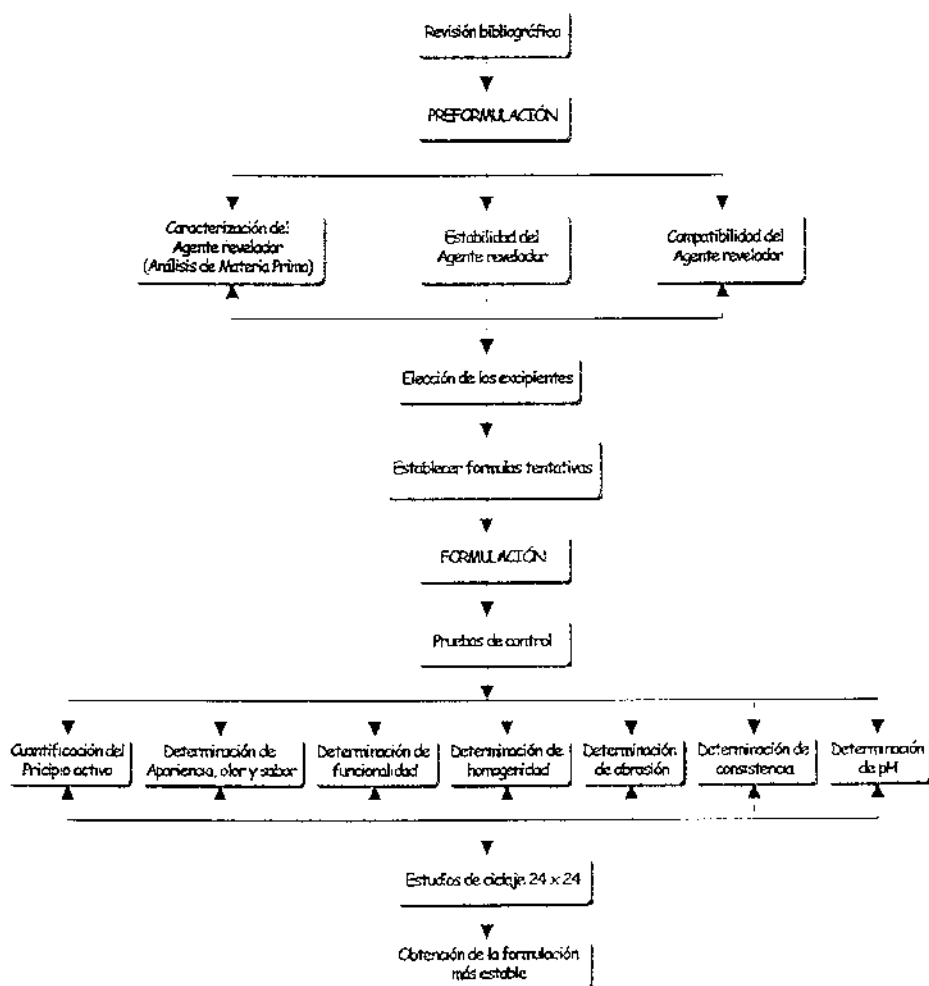 Revisión bibliográfica
PREFORMULACIÓN
Caracterización del
Agente revelador
(Análisis de Materia Prima)
Estabilidad del
Agente revelador
Compatibilidad del
Agente revelador
Elección de los excipientes
Establecer formulas tentativas
FORMULACIÓN
Pruebas de control
Cuantificación del
Pricipio activo
Determinación de
Apariencia, olor y sabor
Determinación de
funcionalidad
Determinación de
homogenidad
Determinación
de abrasión
Determinación de
consistencia
Determinación
de pH
Estudios de ciclaje 24 x 24
Obtención de la formulación
más estable